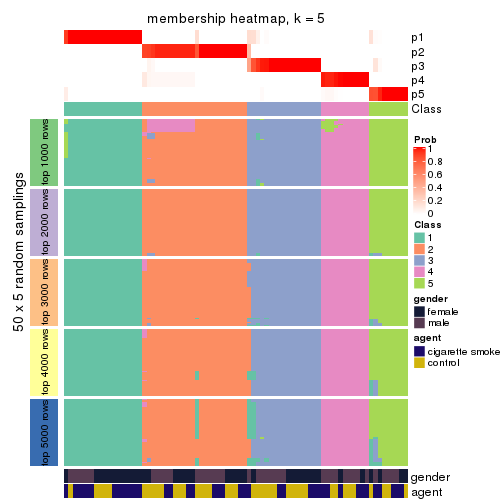 membership heatmap, k = 5
p1
p2
p3
p4
p5
Class
50 x 5 random samplings
top 1000 rows
top 2000 rows
top 3000 rows
top 4000 rows
top 5000 rows
Prob
1
0.8
0.6
0.4
0.2
0
Class
1
2
3
4
5
gender
female
male
agent
cigarette smoke
control
gender
agent